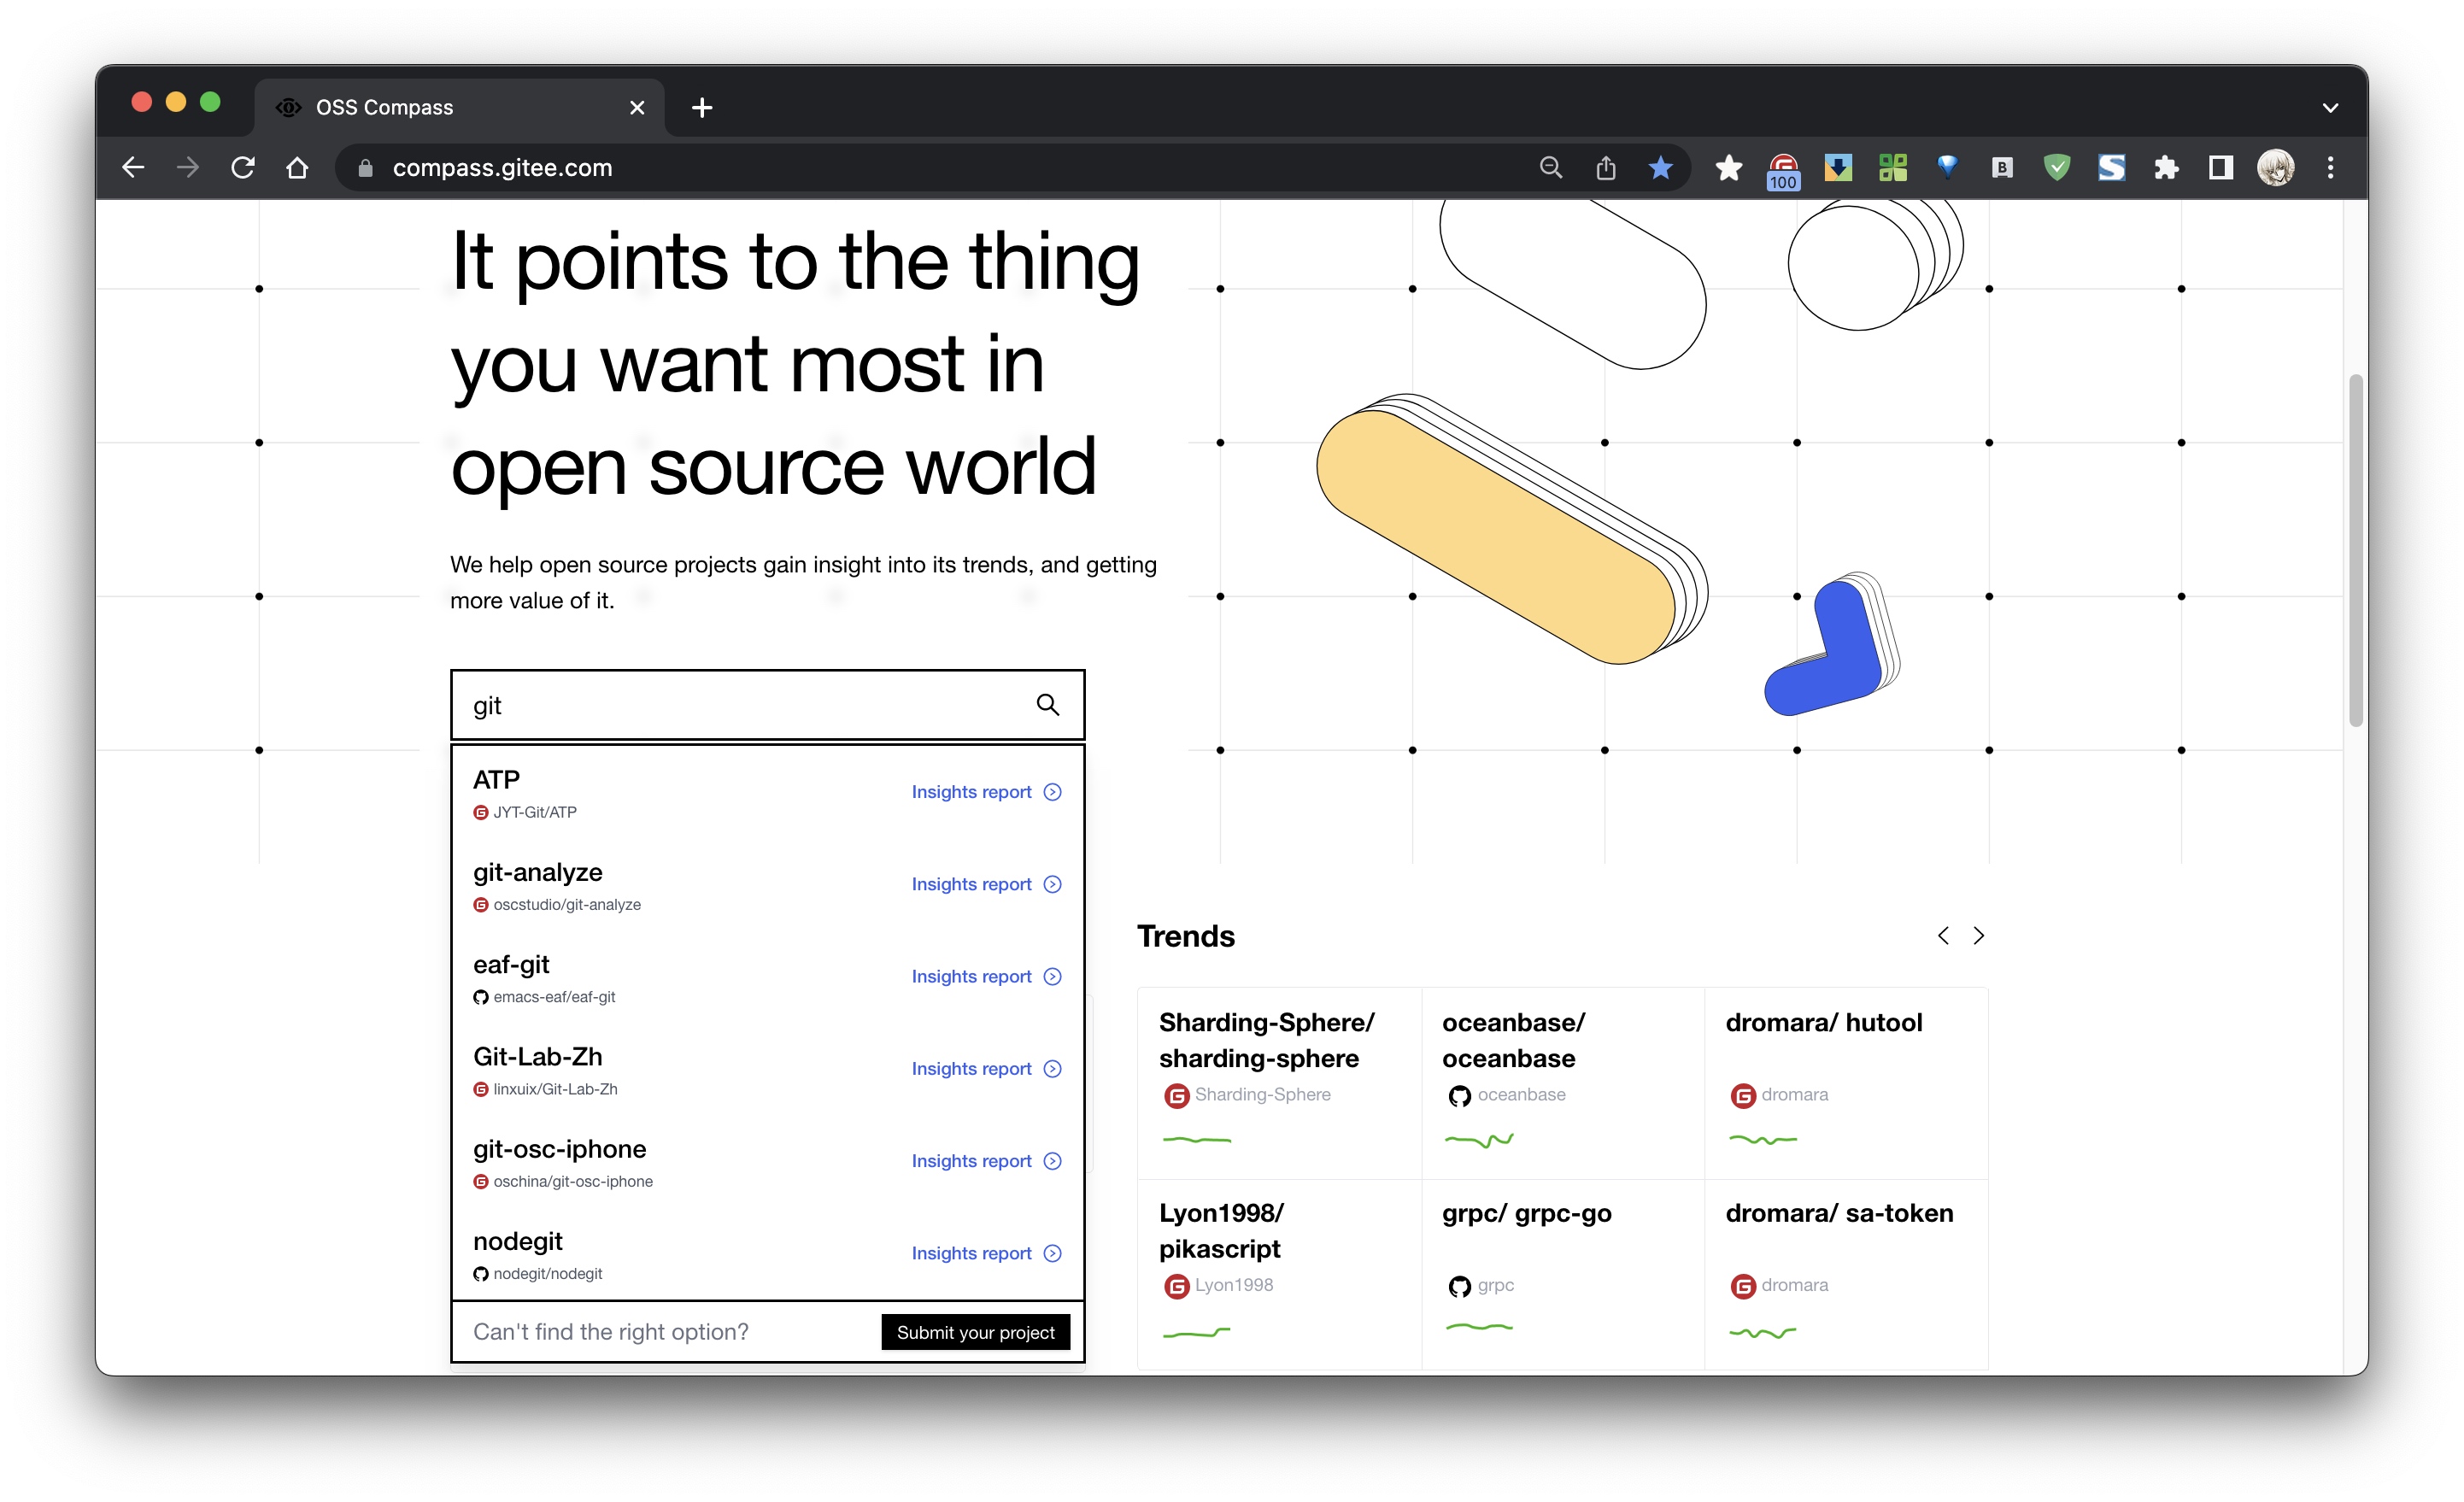 OSS Compass
compass.gitee.com
100
B
S
It points to the thing
you want most in
open source world
We help open source projects gain insight into its trends, and getting
more value of it.
git
ATP
JYT-Git/ATP
Insights report
git-analyze
oscstudio/git-analyze
Insights report
eaf-git
emacs-eaf/eaf-git
Insights report
Git-Lab-Zh
linxuix/Git-Lab-Zh
Insights report
git-osc-iphone
oschina/git-osc-iphone
Insights report
nodegit
nodegit/nodegit
Insights report
Can't find the right option?
Submit your project
Trends
Sharding-Sphere/
sharding-sphere
Sharding-Sphere
oceanbase/
oceanbase
oceanbase
dromara/ hutool
dromara
Lyon1998/
pikascript
Lyon1998
grpc/ grpc-go
grpc
dromara/ sa-token
dromara